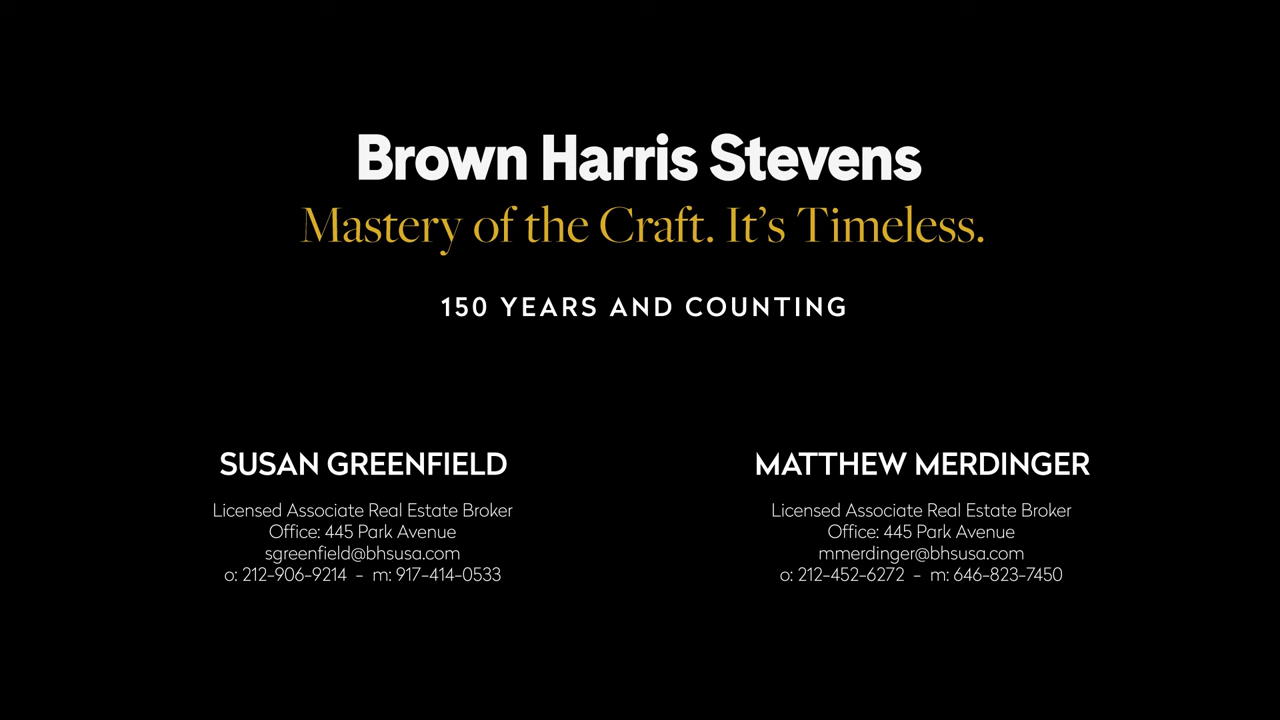 Brown Harris Stevens
Mastery of the Craft. It’s Timeless.
150 YEARS AND COUNTING
SUSAN GREENFIELD
Licensed Associate Real Estate Broker
Office: 445 Park Avenue
sgreenfield@bhsusa.com
o: 212-906-9214 - m: 917-414-0533
MATTHEW MERDINGER
Licensed Associate Real Estate Broker
Office: 445 Park Avenue
mmerdinger@bhsusa.com
o: 212-452-6272 - m: 646-823-7450